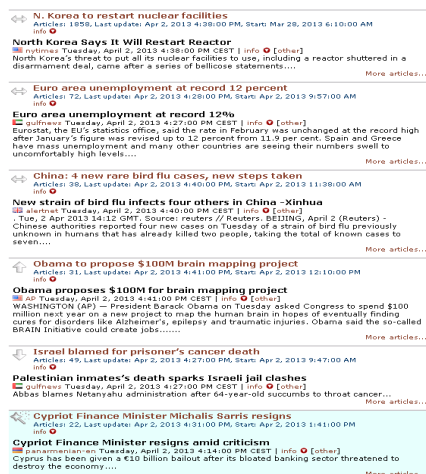 N. Korea to restart nuclear facilities
Articles: 1858, Last update: Apr 2, 2013 4:38:00 PM, Start: Mar 28, 2013 6:10:00 AM
info
North Korea Says It Will Restart Reactor
nytimes Tuesday, April 2, 2013 4:38:00 PM CEST | info [other]
North Korea's threat to put all its nuclear facilities to use, including a reactor shuttered in a
disarmament deal, came after a series of bellicose statements....
More articles...
Euro area unemployment at record 12 percent
Articles: 72, Last update: Apr 2, 2013 4:28:00 PM, Start: Apr 2, 2013 9:57:00 AM
info
Euro area unemployment at record 12%
gulfnews Tuesday, April 2, 2013 4:27:00 PM CEST | info [other]
Eurostat, the EU's statistics office, said the rate in February was unchanged at the record high
after January's figure was revised up to 12 percent from 11.9 per cent. Spain and Greece
have mass unemployment and many other countries are seeing their numbers swell to
uncomfortably high levels....
More articles...
China: 4 new rare bird flu cases, new steps taken
Articles: 38, Last update: Apr 2, 2013 4:40:00 PM, Start: Apr 2, 2013 11:38:00 AM
info
New strain of bird flu infects four others in China -Xinhua
alertnet Tuesday, April 2, 2013 4:40:00 PM CEST | info [other]
, Tue, 2 Apr 2013 14:12 GMT. Source: reuters // Reuters. BEIJING, April 2 (Reuters) -
Chinese authorities reported four new cases on Tuesday of a strain of bird flu previously
unknown in humans that has already killed two people, taking the total of known cases to
seven....
More articles...
Obama to propose $100M brain mapping project
Articles: 31, Last update: Apr 2, 2013 4:41:00 PM, Start: Apr 2, 2013 12:10:00 PM
info
Obama proposes $100M for brain mapping project
AP Tuesday, April 2, 2013 4:41:00 PM CEST | info [other]
WASHINGTON (AP) — President Barack Obama on Tuesday asked Congress to spend $100
million next year on a new project to map the human brain in hopes of eventually finding
cures for disorders like Alzheimer's, epilepsy and traumatic injuries. Obama said the so-called
BRAIN Initiative could create jobs......
More articles...
Israel blamed for prisoner's cancer death
Articles: 49, Last update: Apr 2, 2013 4:27:00 PM, Start: Apr 2, 2013 9:47:00 AM
info
Palestinian inmates's death sparks Israeli jail clashes
gulfnews Tuesday, April 2, 2013 4:27:00 PM CEST | info [other]
Abbas blames Netanyahu administration after 64-year-old succumbs to throat cancer...
More articles...
Cypriot Finance Minister Michalis Sarris resigns
Articles: 22, Last update: Apr 2, 2013 4:31:00 PM, Start: Apr 2, 2013 1:41:00 PM
info
Cypriot Finance Minister resigns amid criticism
panarmenian-en Tuesday, April 2, 2013 4:14:00 PM CEST | info [other]
Cyprus has been given a €10 billion bailout after its bloated banking sector threatened to
destroy the economy....
More articles...